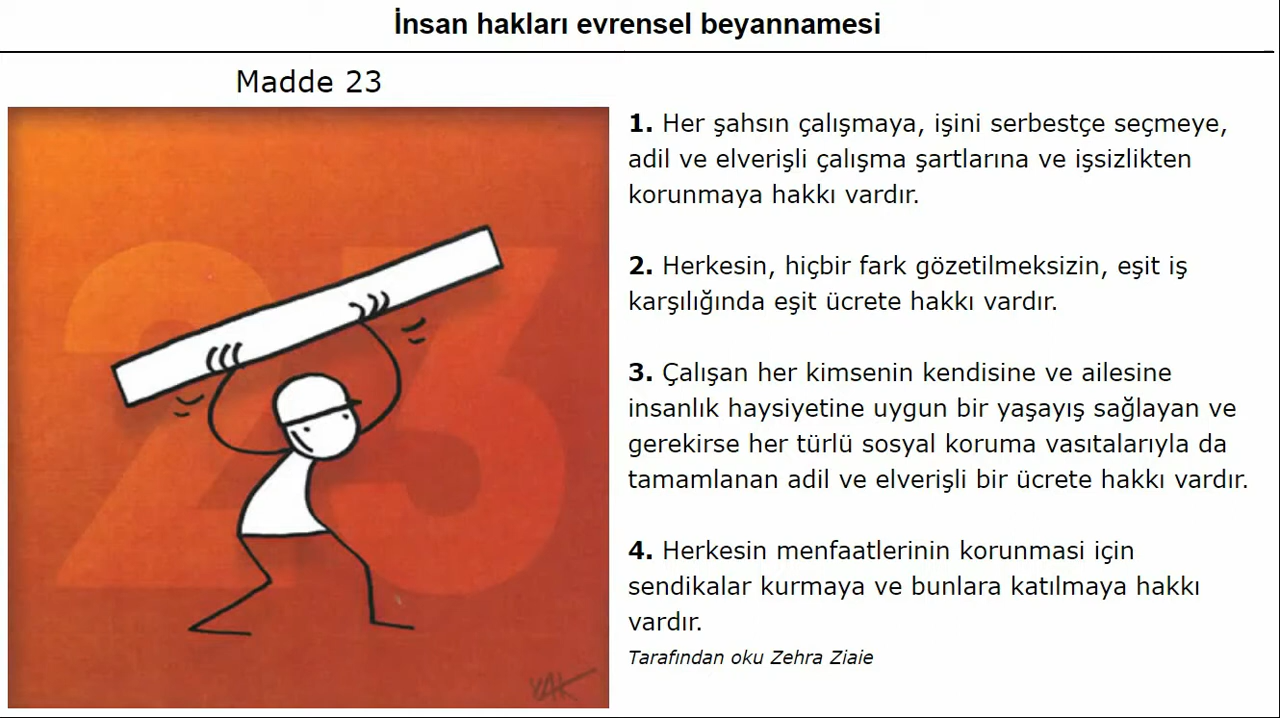 İnsan hakları evrensel beyannamesi
Madde 23
1. Her şahsın çalışmaya, işini serbestçe seçmeye,
adil ve elverişli çalışma şartlarına ve işsizlikten
korunmaya hakkı vardır.
2. Herkesin, hiçbir fark gözetilmeksizin, eşit iş
karşılığında eşit ücrete hakkı vardır.
3. Çalışan her kimsenin kendisine ve ailesine
insanlık haysiyetine uygun bir yaşayış sağlayan ve
gerekirse her türlü sosyal koruma vasıtalarıyla da
tamamlanan adil ve elverişli bir ücrete hakkı vardır.
4. Herkesin menfaatlerinin korunmasi için
sendikalar kurmaya ve bunlara katılmaya hakkı
vardır.
Tarafından oku Zehra Ziaie
23
YAK